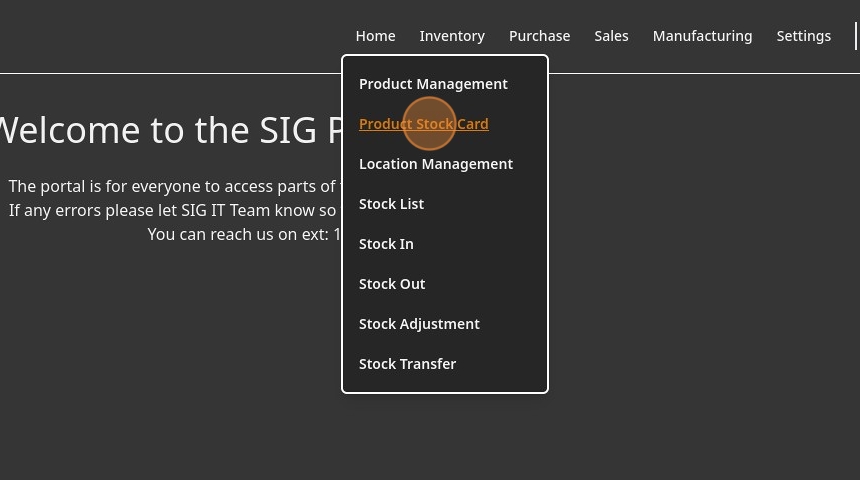 Home Inventory Purchase Sales Manufacturing Settings
Product Management
Product Stock Card
Location Management
Stock List
Stock In
Stock Out
Stock Adjustment
Stock Transfer
Welcome to the SIG
The portal is for everyone to access parts of
If any errors please let SIG IT Team know so
You can reach us on ext: 1